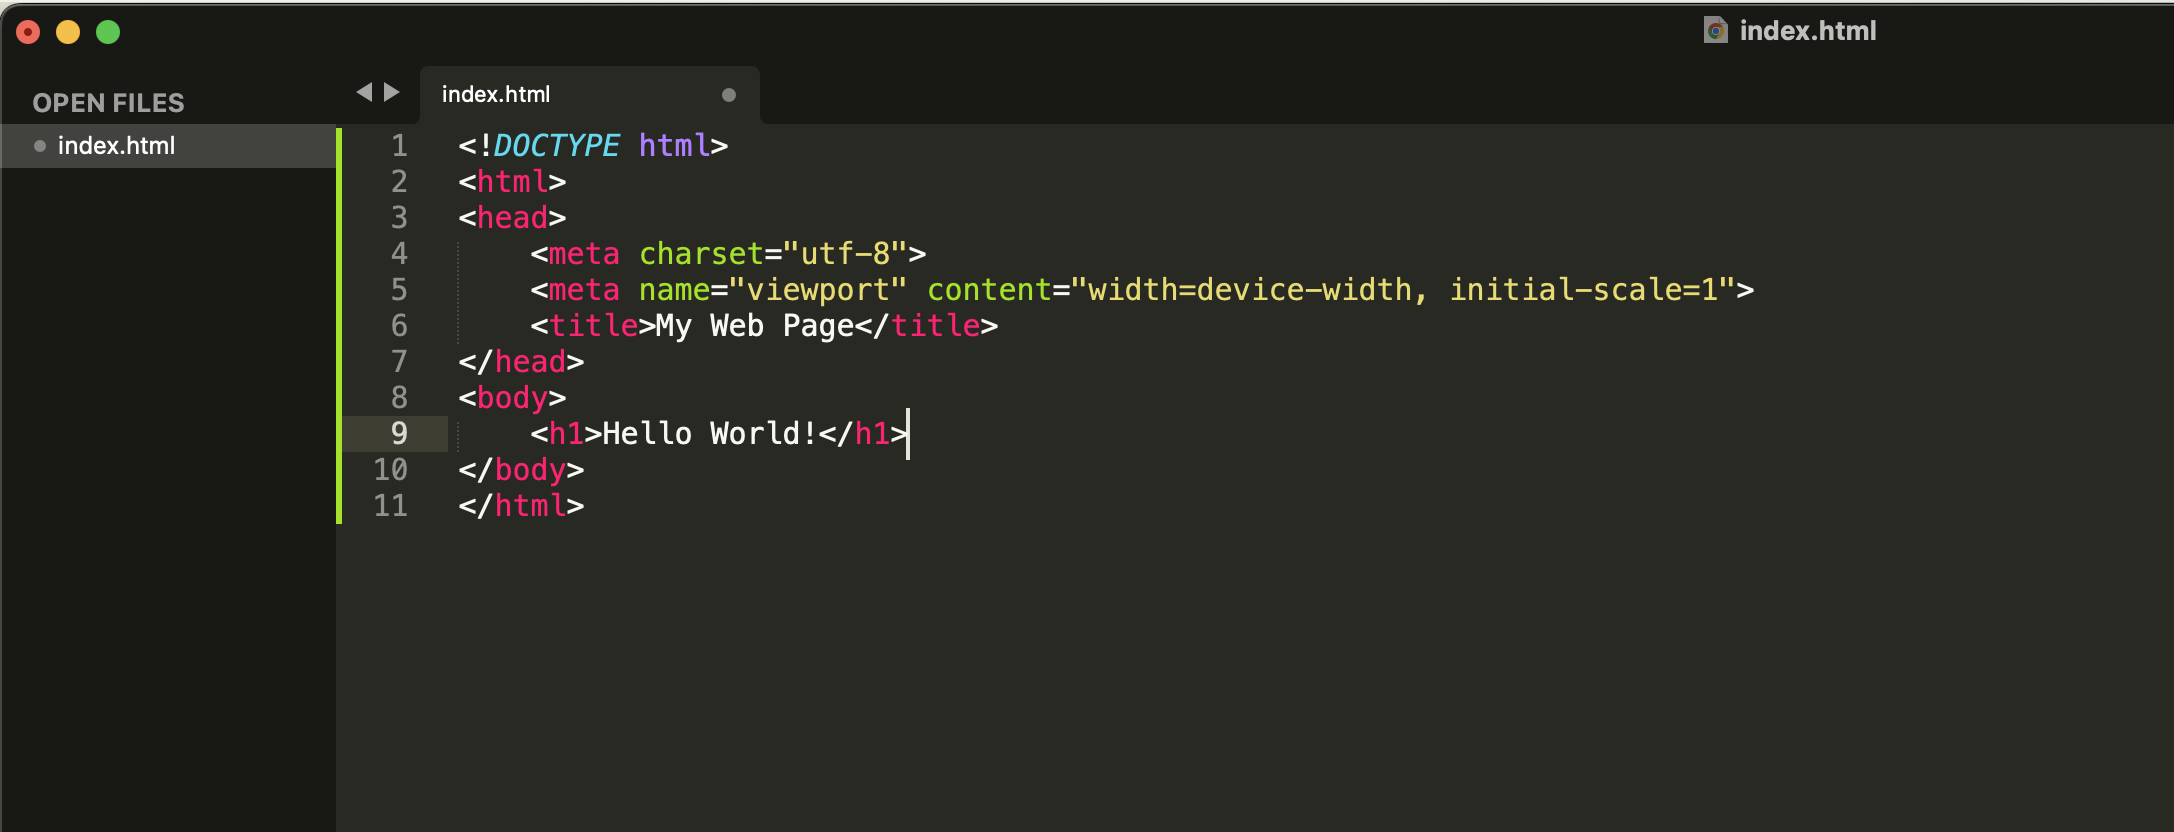 index.html
OPEN FILES
index.html
index.html
1 <!DOCTYPE html>
2 <html>
3 <head>
4     <meta charset="utf-8">
5     <meta name="viewport" content="width=device-width, initial-scale=1">
6     <title>My Web Page</title>
7 </head>
8 <body>
9     <h1>Hello World!</h1>
10 </body>
11 </html>